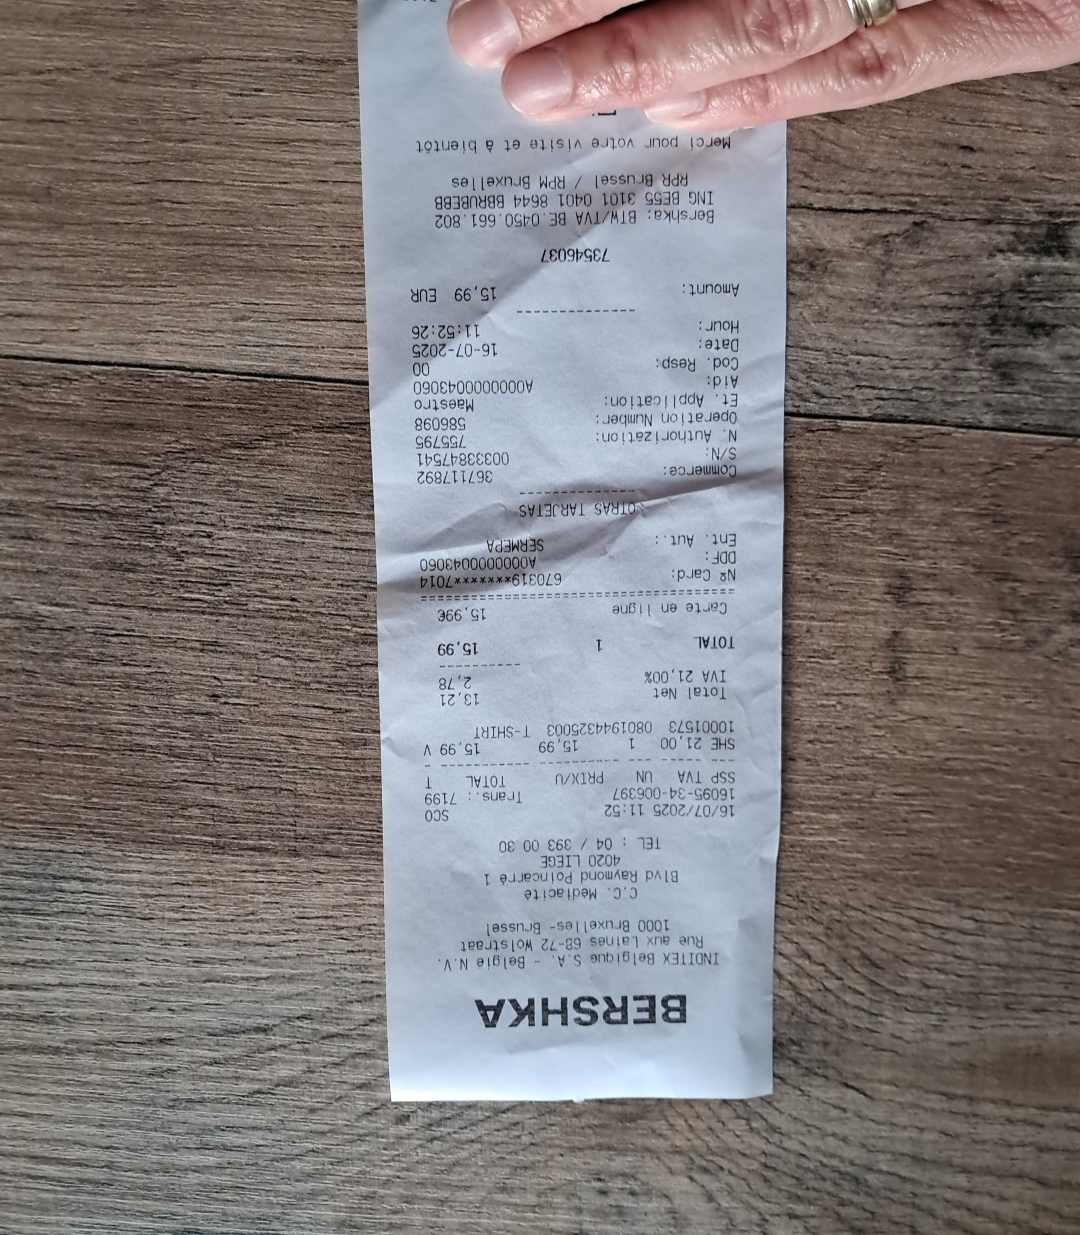 BERSHKA
INDITEX Belgique S.A. - Belgie N.V.
Rue aux Laines 68-72 Wolstraat
1000 Bruxelles- Brussel
C.C. Mediacité
Blvd Raymond Poincarré 1
4020 LIEGE
TEL : 04 / 393 00 30
16/07/2025 11:52 SCO
16095-34-006397 Trans.: 7199
SSP TVA UN PRIX/U TOTAL T
SHE 21,00 1 15,99 15,99 V
10001573 0801944325003 T-SHIRT
Total Net 13,21
IVA 21,00% 2,78
TOTAL 1 15,99
Carte en ligne 15,99€
Nº Card: 670319*********7014
DDF: A0000000043060
Ent. Aut.: SERMEPA
OTRAS TARJETAS
Commerce: 367117892
S/N: 00333847541
N. Authorization: 755795
Operation Number: 586098
Et. Application: Maestro
Aid: A0000000043060
Cod. Resp: 00
Date: 16-07-2025
Hour: 11:52:26
Amount: 15,99 EUR
73546037
Bershka: BTW/TVA BE 0450.661.802
ING BE55 3101 0401 8644 BBRUBEBB
RPR Brussel / RPM Bruxelles
Merci pour votre visite et à bientôt